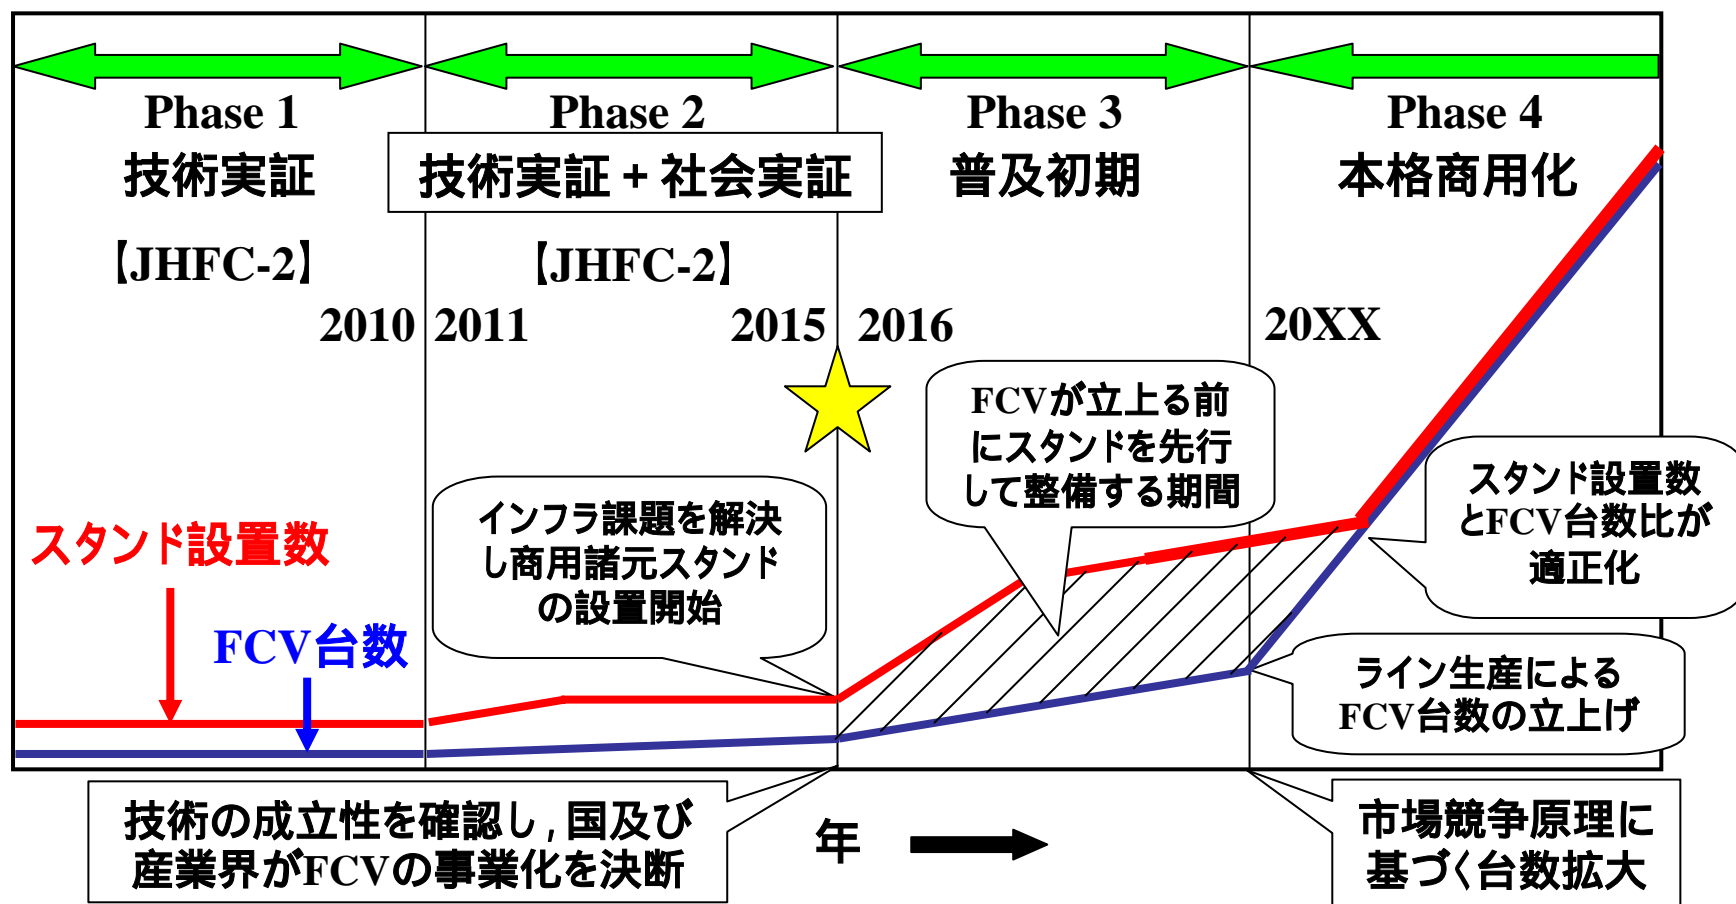 Phase 1
技術実証
【JHFC-2】
2010
Phase 2
技術実証+社会実証
【JHFC-2】
2011
2015
Phase 3
普及初期
2016
Phase 4
本格商用化
20XX
FCVが立上る前
にスタンドを先行
して整備する期間
インフラ課題を解決
し商用諸元スタンド
の設置開始
スタンド設置数
とFCV台数比が
適正化
スタンド設置数
FCV台数
ライン生産による
FCV台数の立上げ
技術の成立性を確認し,国及び
産業界がFCVの事業化を決断
年
市場競争原理に
基づく台数拡大